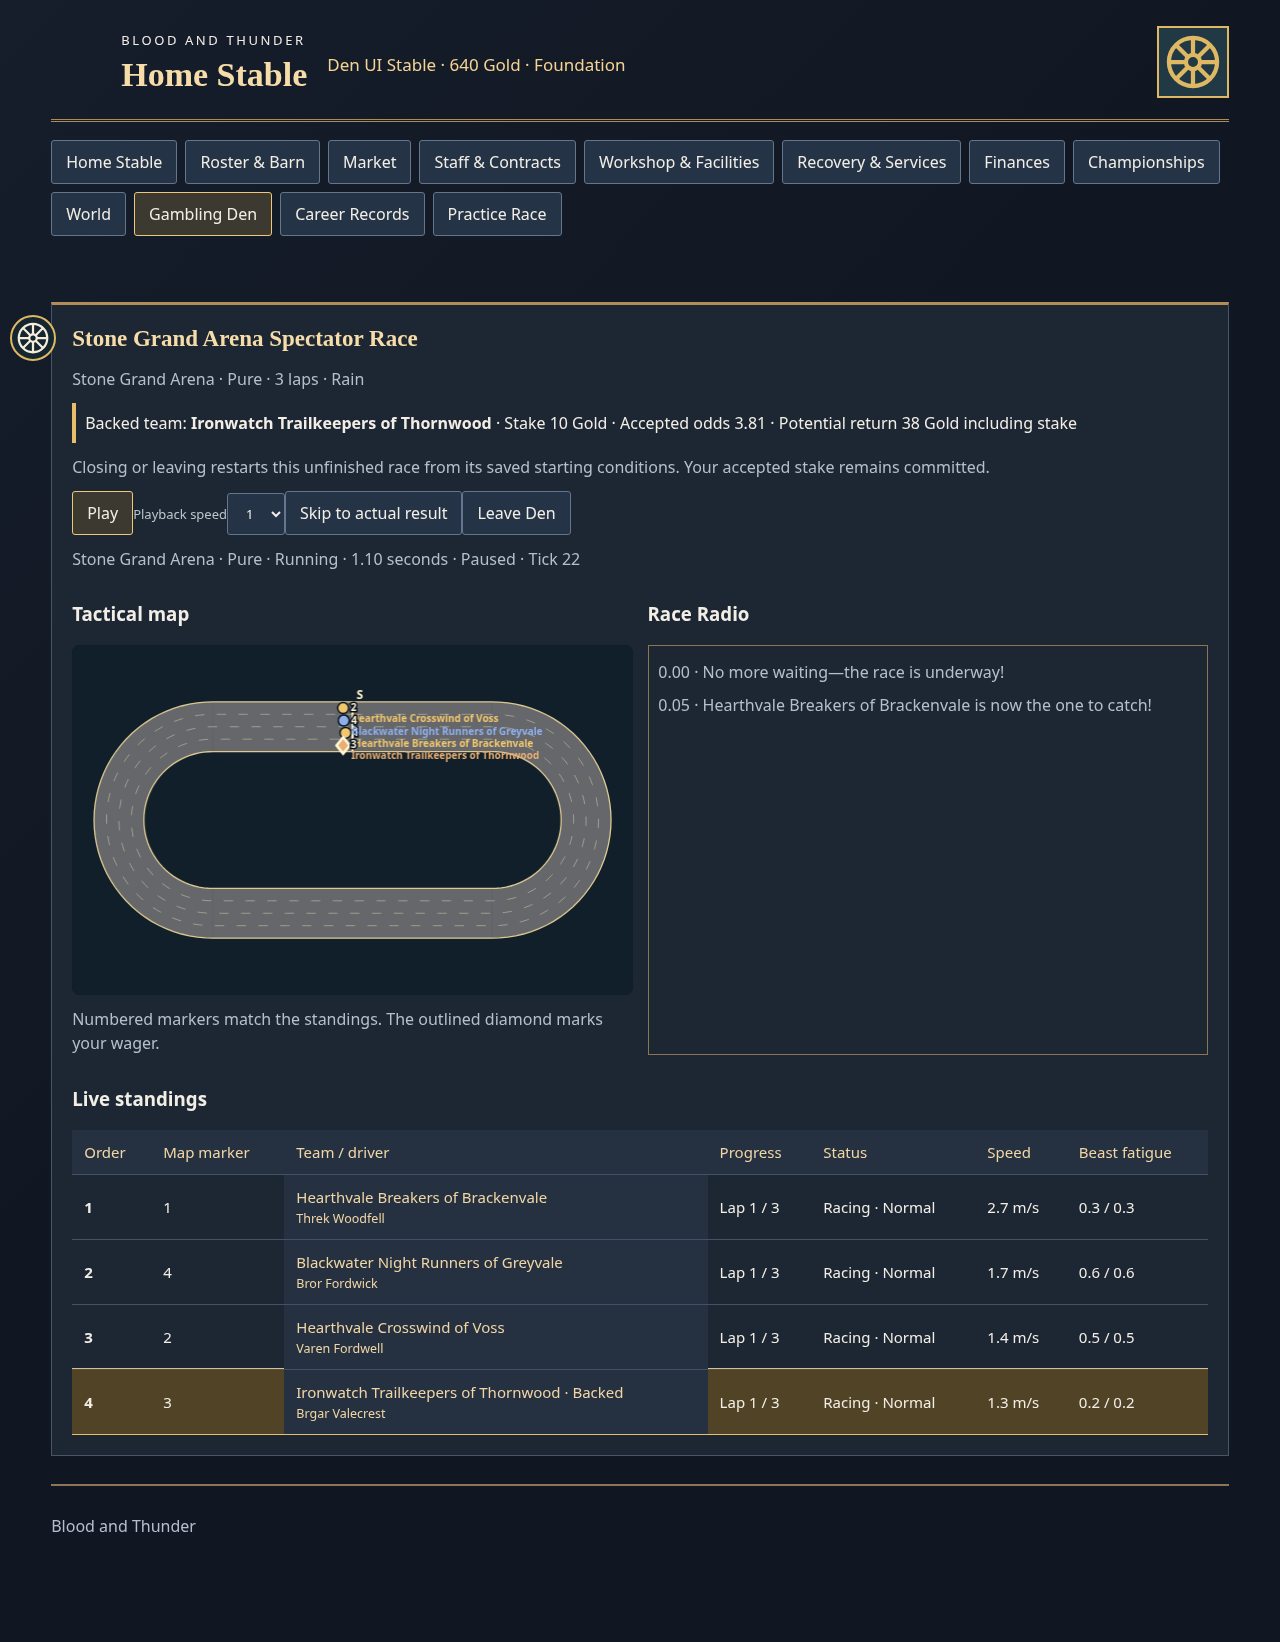 BLOOD AND THUNDER
Home Stable
Den UI Stable · 640 Gold · Foundation
Home Stable
Roster & Barn
Market
Staff & Contracts
Workshop & Facilities
Recovery & Services
Finances
Championships
World
Gambling Den
Career Records
Practice Race
Stone Grand Arena Spectator Race
Stone Grand Arena · Pure · 3 laps · Rain
Backed team: Ironwatch Trailkeepers of Thornwood · Stake 10 Gold · Accepted odds 3.81 · Potential return 38 Gold including stake
Closing or leaving restarts this unfinished race from its saved starting conditions. Your accepted stake remains committed.
Play
Playback speed
1
Skip to actual result
Leave Den
Stone Grand Arena · Pure · Running · 1.10 seconds · Paused · Tick 22
Tactical map
S
2
Hearthvale Crosswind of Voss
4
Blackwater Night Runners of Greyvale
Hearthvale Breakers of Brackenvale
3
Ironwatch Trailkeepers of Thornwood
Numbered markers match the standings. The outlined diamond marks
your wager.
Race Radio
0.00 · No more waiting—the race is underway!
0.05 · Hearthvale Breakers of Brackenvale is now the one to catch!
Live standings
Order Map marker Team / driver Progress Status Speed Beast fatigue
1 1 Hearthvale Breakers of Brackenvale Lap 1 / 3 Racing · Normal 2.7 m/s 0.3 / 0.3
Threk Woodfell
2 4 Blackwater Night Runners of Greyvale Lap 1 / 3 Racing · Normal 1.7 m/s 0.6 / 0.6
Bror Fordwick
3 2 Hearthvale Crosswind of Voss Lap 1 / 3 Racing · Normal 1.4 m/s 0.5 / 0.5
Varen Fordwell
4 3 Ironwatch Trailkeepers of Thornwood · Backed Lap 1 / 3 Racing · Normal 1.3 m/s 0.2 / 0.2
Brgar Valecrest
Blood and Thunder